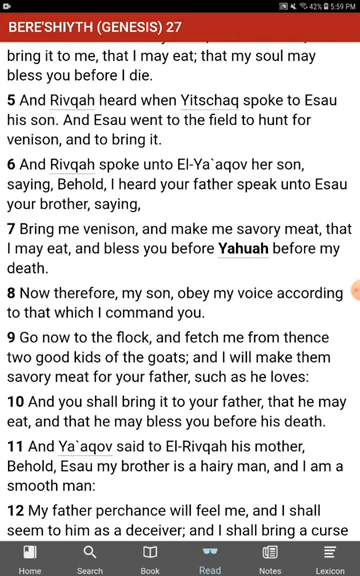 42% 5:59 PM
BERE'SHIYTH (GENESIS) 27
bring it to me, that I may eat; that my soul may
bless you before I die.
5 And Rivqah heard when Yitschaq spoke to Esau
his son. And Esau went to the field to hunt for
venison, and to bring it.
6 And Rivqah spoke unto El-Ya`aqov her son,
saying, Behold, I heard your father speak unto Esau
your brother, saying,
7 Bring me venison, and make me savory meat, that
I may eat, and bless you before Yahuah before my
death.
8 Now therefore, my son, obey my voice according
to that which I command you.
9 Go now to the flock, and fetch me from thence
two good kids of the goats; and I will make them
savory meat for your father, such as he loves:
10 And you shall bring it to your father, that he may
eat, and that he may bless you before his death.
11 And Ya`aqov said to El-Rivqah his mother,
Behold, Esau my brother is a hairy man, and I am a
smooth man:
12 My father perchance will feel me, and I shall
seem to him as a deceiver; and I shall bring a curse
Home Search Book Read Notes Lexicon